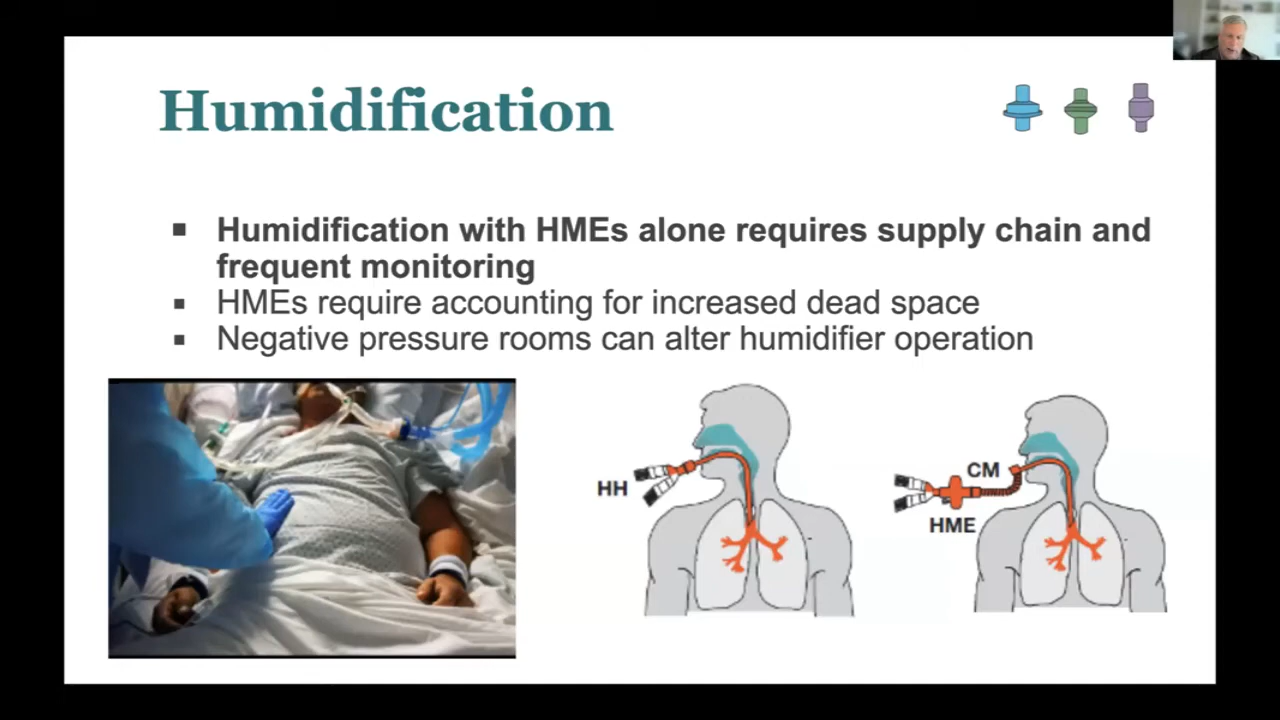 Humidification
Humidification with HMEs alone requires supply chain and
frequent monitoring
HMEs require accounting for increased dead space
Negative pressure rooms can alter humidifier operation
HH
CM
HME